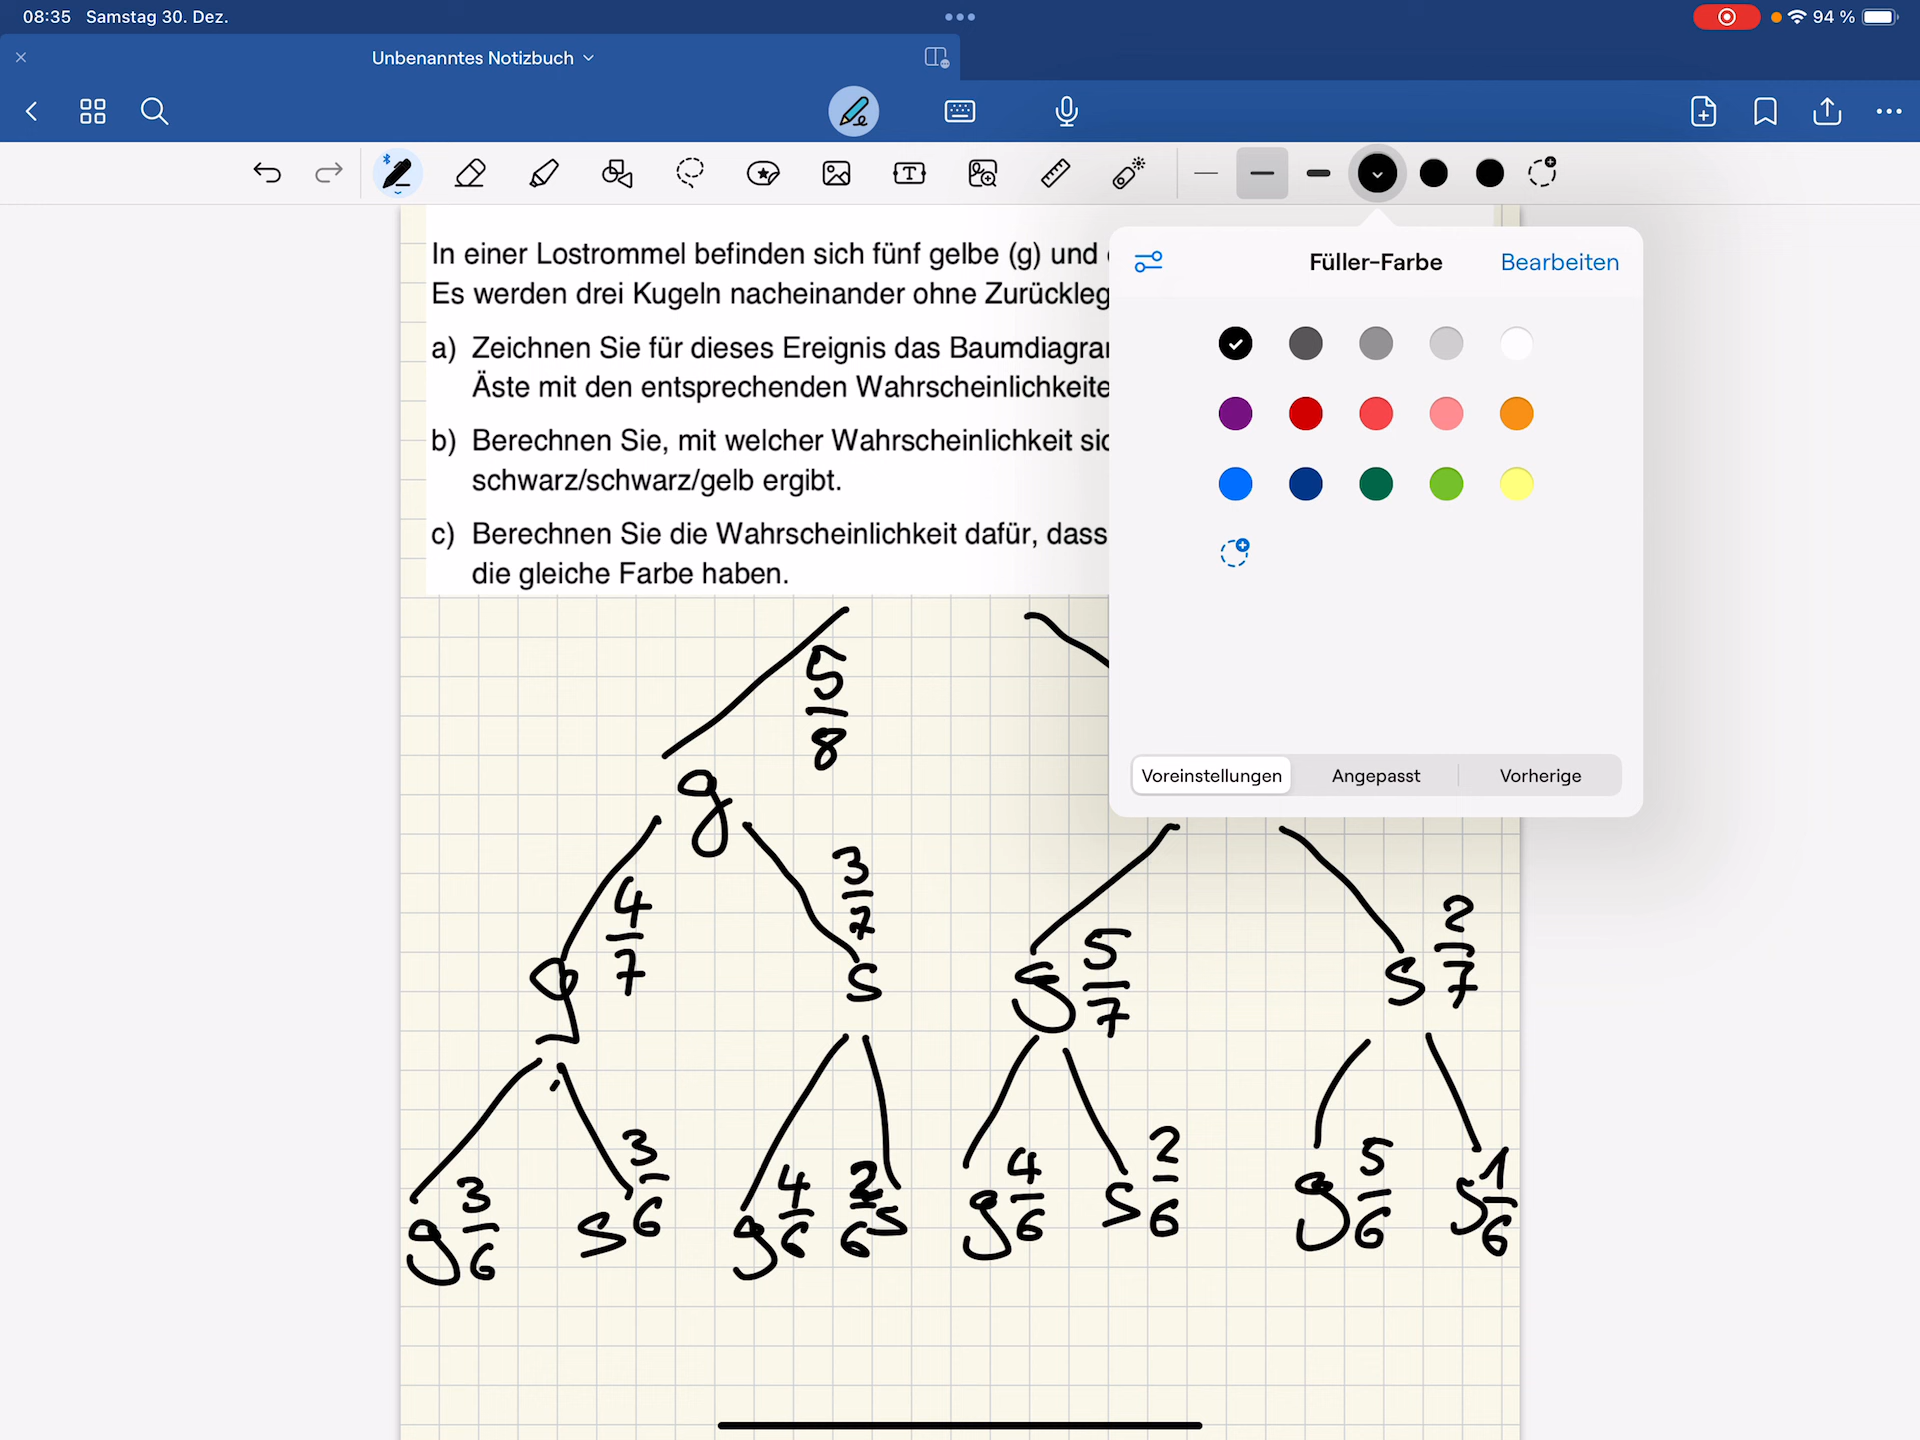 08:35 Samstag 30. Dez.
94 %
Unbenanntes Notizbuch
In einer Lostrommel befinden sich fünf gelbe (g) und
Es werden drei Kugeln nacheinander ohne Zurückleg
a) Zeichnen Sie für dieses Ereignis das Baumdiagra
Äste mit den entsprechenden Wahrscheinlichkeite
b) Berechnen Sie, mit welcher Wahrscheinlichkeit sic
schwarz/schwarz/gelb ergibt.
c) Berechnen Sie die Wahrscheinlichkeit dafür, dass
die gleiche Farbe haben.
Füller-Farbe
Bearbeiten
Voreinstellungen Angepasst Vorherige
5/8
g
4/7 3/7 5/7 2/7
g s g s
g 3/6 s 3/6 g 4/6 2/6 s g 4/6 s 2/6 g 5/6 s 1/6